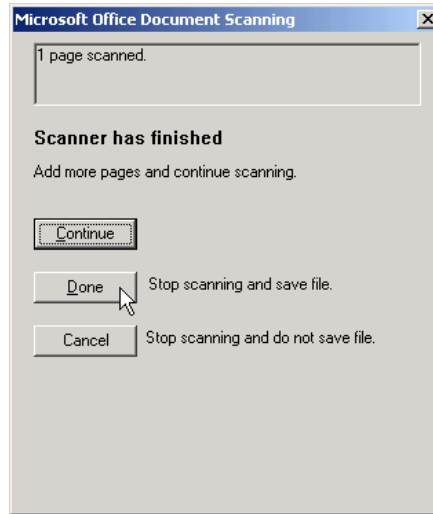 Microsoft Office Document Scanning
1 page scanned.
Scanner has finished
Add more pages and continue scanning.
Continue
Done Stop scanning and save file.
Cancel Stop scanning and do not save file.